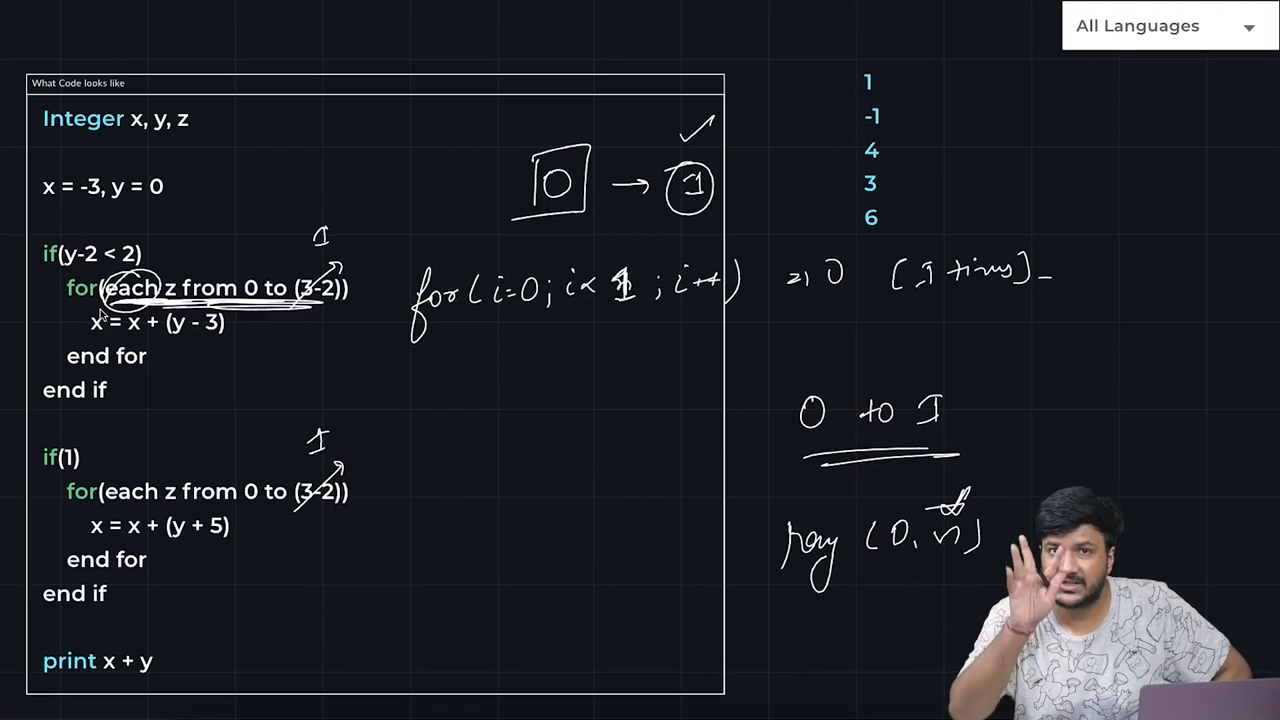 All Languages
What Code looks like
Integer x, y, z
x = -3, y = 0
if(y-2 < 2)
for(each z from 0 to (3-2))
x = x + (y - 3)
end for
end if
if(1)
for(each z from 0 to (3-2))
x = x + (y + 5)
end for
end if
print x + y
0 → 1
1
for(i=0; i< 1 ; i++)
1
1
-1
4
3
6
0 [1 times]
0 to 1
(0, n)